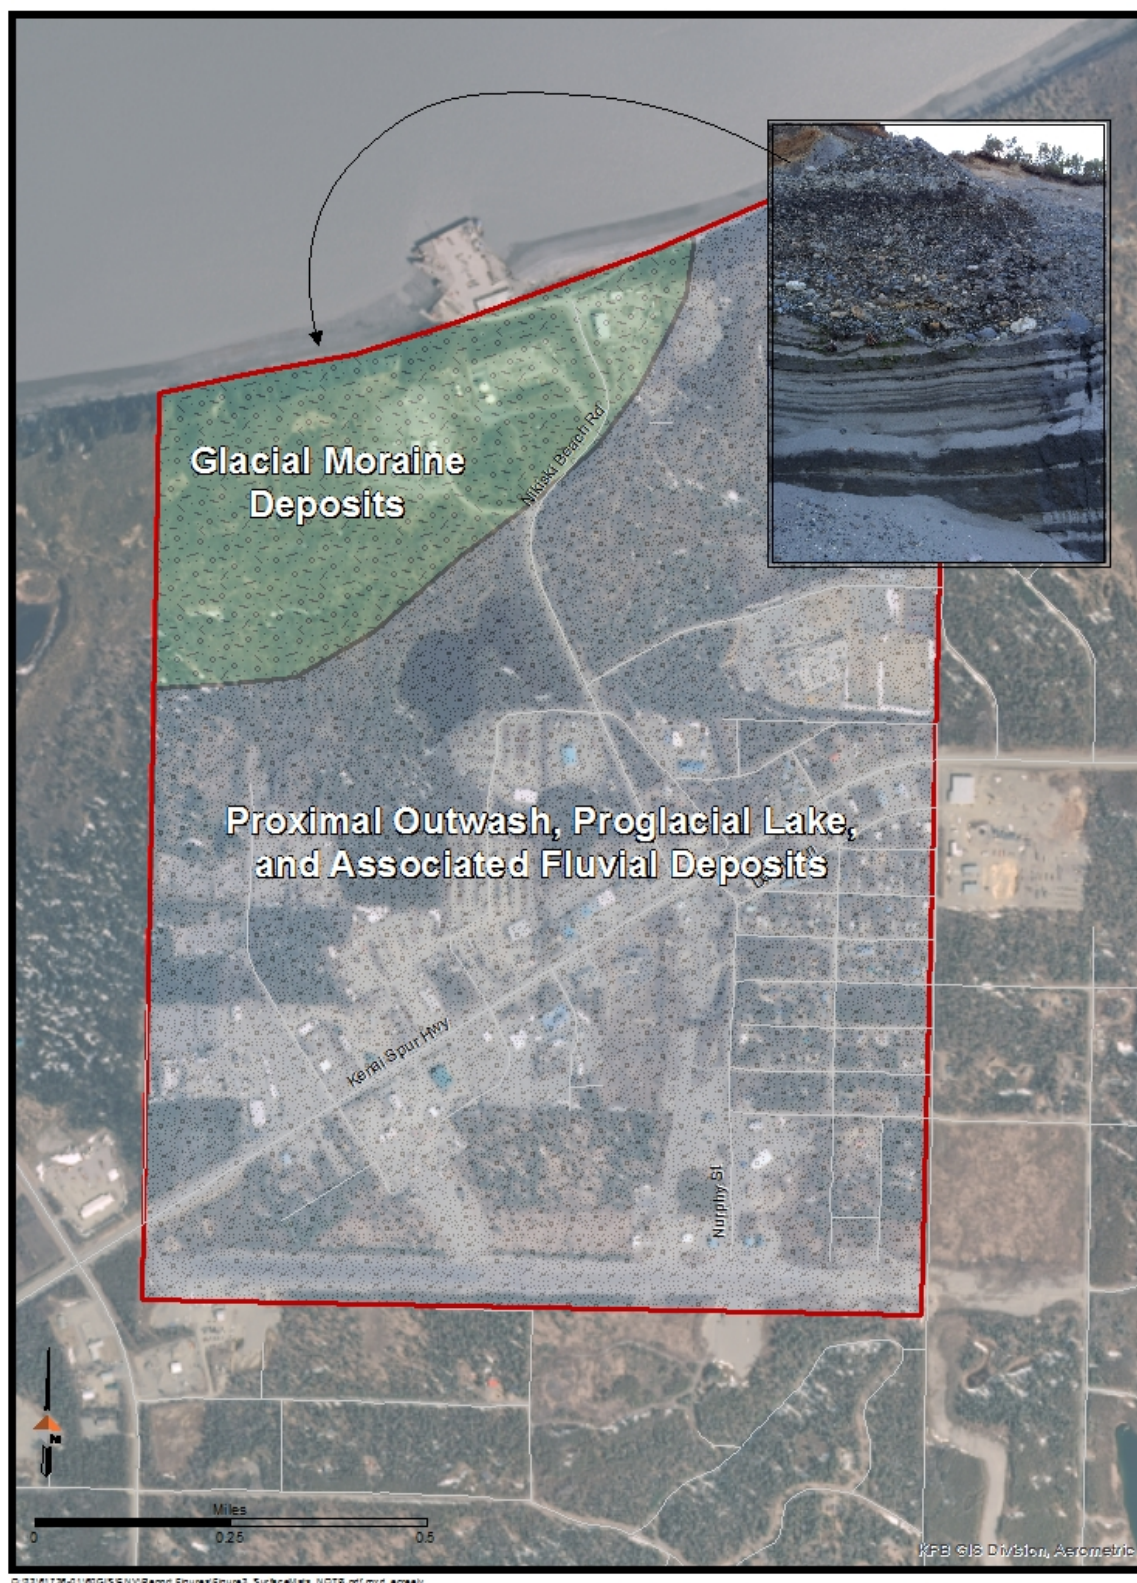 Nikiski Beach Rd
Glacial Moraine
Deposits
Proximal Outwash, Proglacial Lake,
and Associated Fluvial Deposits
Kenai Spur Hwy
Nurphy St
N
Miles
0 0.25 0.5
KPB GIS Division, Aerometric